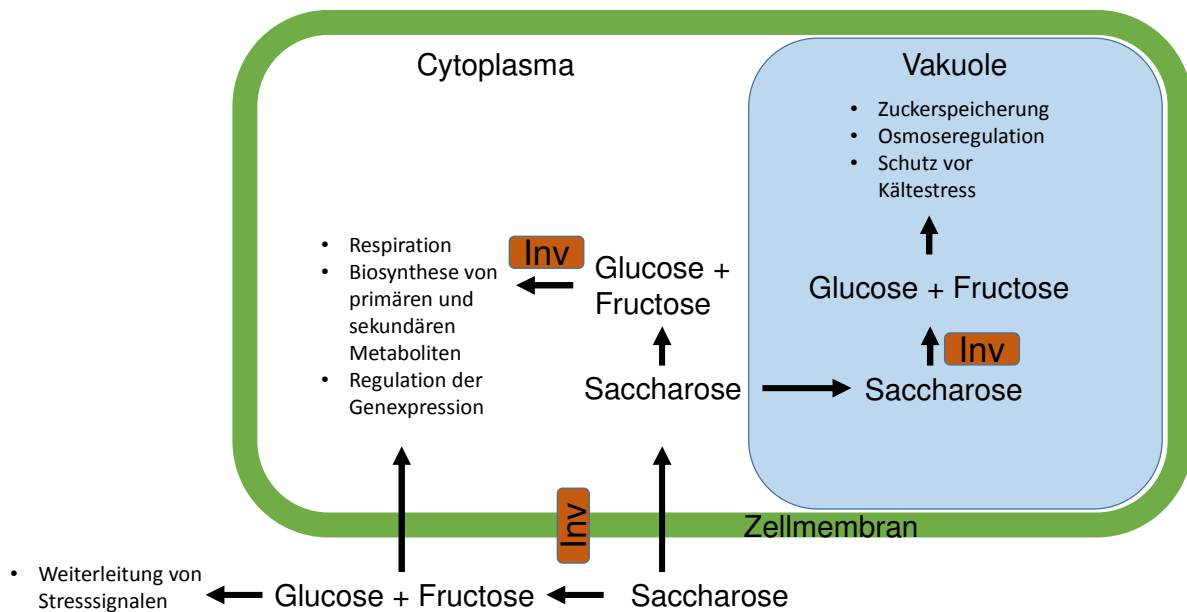 Cytoplasma
Vakuole
• Zuckerspeicherung
• Osmoseregulation
• Schutz vor
Kältestress
• Respiration
• Biosynthese von
primären und
sekundären
Metaboliten
• Regulation der
Genexpression
Inv
Glucose +
Fructose
Glucose + Fructose
Inv
Saccharose
Saccharose
Inv
Zellmembran
• Weiterleitung von
Stresssignalen
Glucose + Fructose
Saccharose